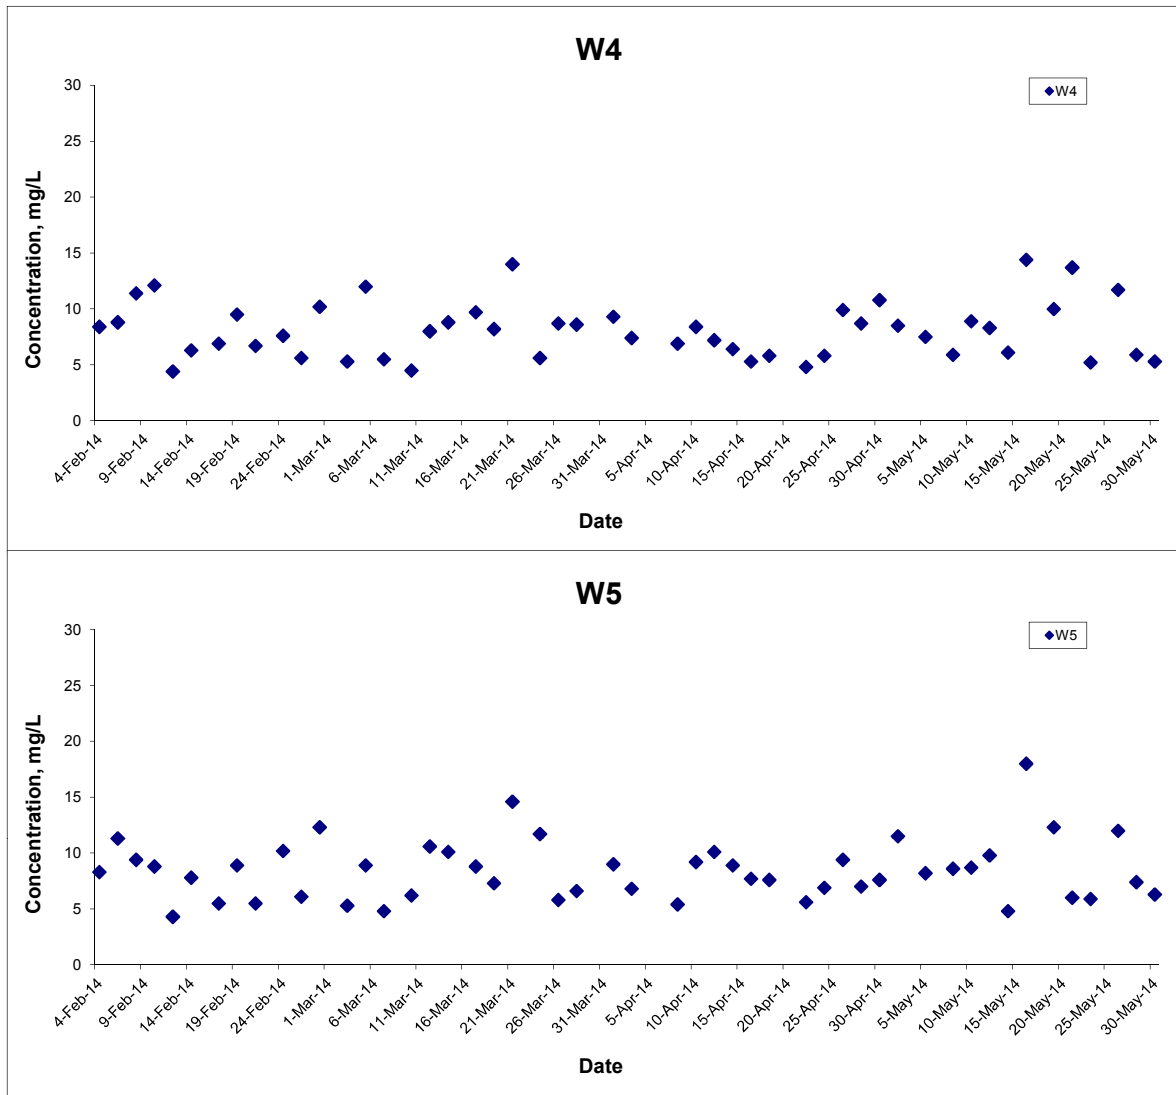 W4
30
W4
25
20
15
10
5
0
Concentration, mg/L
4-Feb-14 9-Feb-14 14-Feb-14 19-Feb-14 24-Feb-14 1-Mar-14 6-Mar-14 11-Mar-14 16-Mar-14 21-Mar-14 26-Mar-14 31-Mar-14 5-Apr-14 10-Apr-14 15-Apr-14 20-Apr-14 25-Apr-14 30-Apr-14 5-May-14 10-May-14 15-May-14 20-May-14 25-May-14 30-May-14
Date
W5
30
W5
25
20
15
10
5
0
Concentration, mg/L
4-Feb-14 9-Feb-14 14-Feb-14 19-Feb-14 24-Feb-14 1-Mar-14 6-Mar-14 11-Mar-14 16-Mar-14 21-Mar-14 26-Mar-14 31-Mar-14 5-Apr-14 10-Apr-14 15-Apr-14 20-Apr-14 25-Apr-14 30-Apr-14 5-May-14 10-May-14 15-May-14 20-May-14 25-May-14 30-May-14
Date